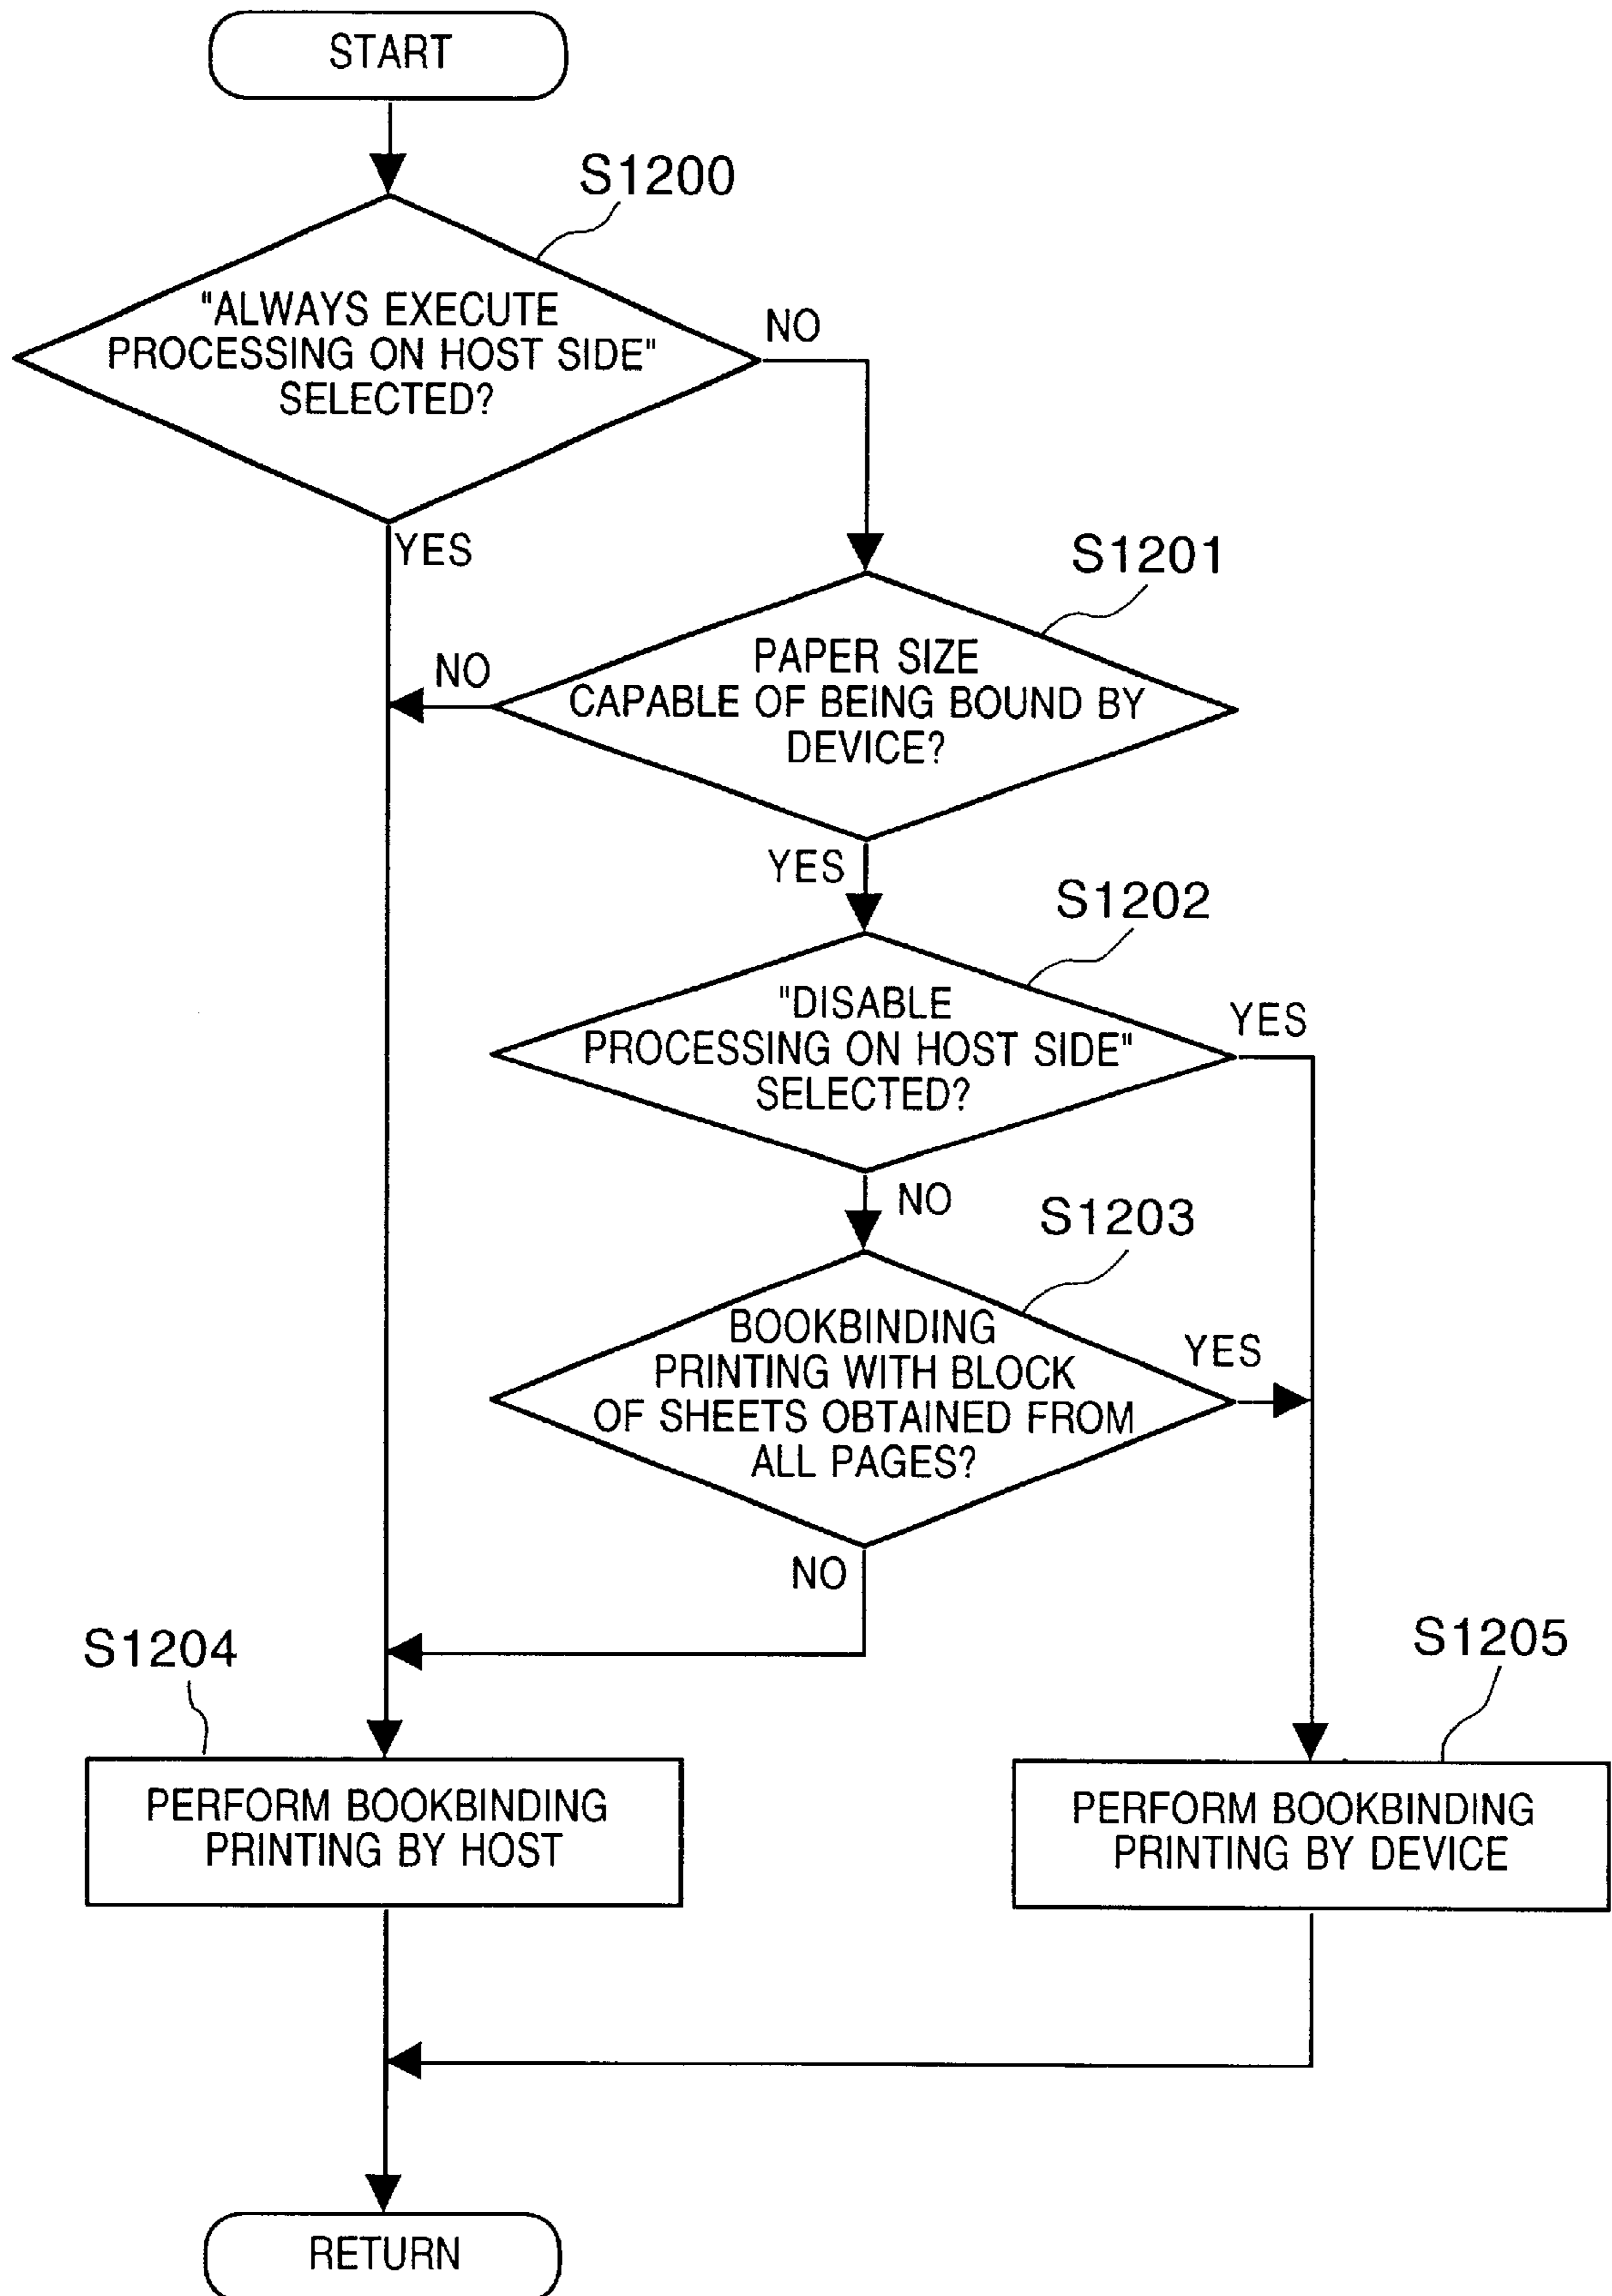 START
S1200
"ALWAYS EXECUTE
PROCESSING ON HOST SIDE"
SELECTED?
NO
YES
S1201
PAPER SIZE
CAPABLE OF BEING BOUND BY
DEVICE?
NO
YES
S1202
"DISABLE
PROCESSING ON HOST SIDE"
SELECTED?
YES
NO
S1203
BOOKBINDING
PRINTING WITH BLOCK
OF SHEETS OBTAINED FROM
ALL PAGES?
YES
NO
S1204
PERFORM BOOKBINDING
PRINTING BY HOST
S1205
PERFORM BOOKBINDING
PRINTING BY DEVICE
RETURN